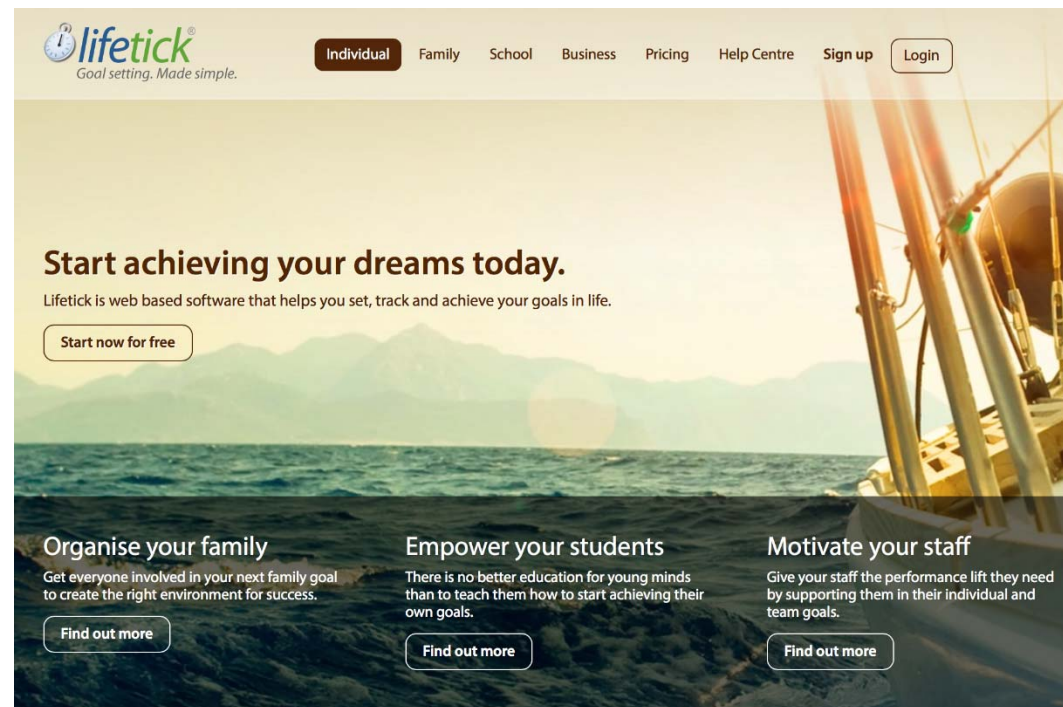 lifetick®
Goal setting. Made simple.
Individual Family School Business Pricing Help Centre Sign up Login
Start achieving your dreams today.
Lifetick is web based software that helps you set, track and achieve your goals in life.
Start now for free
Organise your family
Get everyone involved in your next family goal
to create the right environment for success.
Find out more
Empower your students
There is no better education for young minds
than to teach them how to start achieving their
own goals.
Find out more
Motivate your staff
Give your staff the performance lift they need
by supporting them in their individual and
team goals.
Find out more